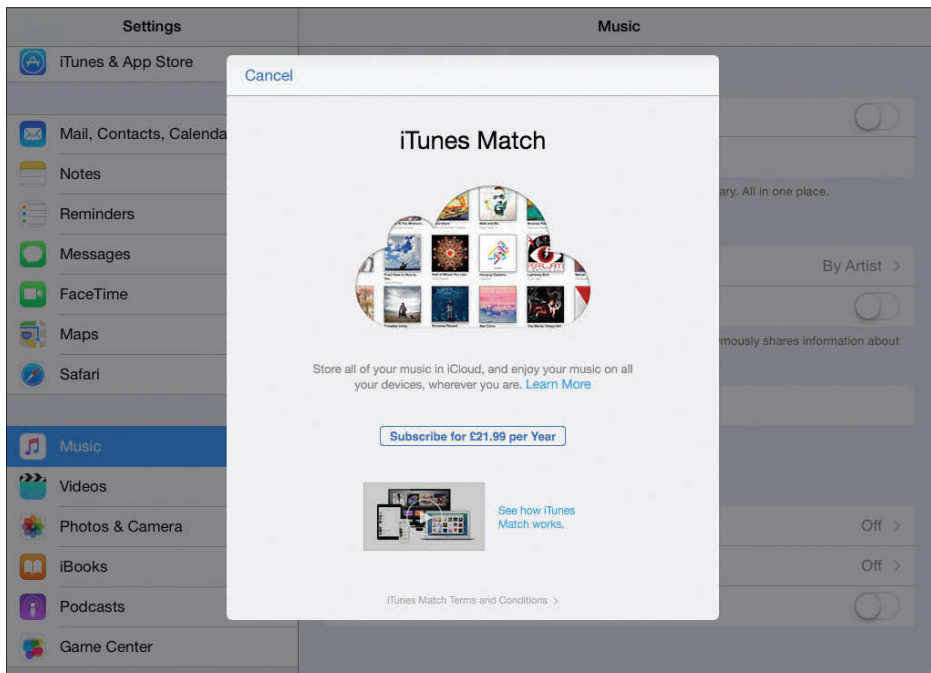 Settings
Music
iTunes & App Store
Mail, Contacts, Calenda
Notes
Reminders
Messages
FaceTime
Maps
Safari
Music
Videos
Photos & Camera
iBooks
Podcasts
Game Center
Cancel
iTunes Match
Store all of your music in iCloud, and enjoy your music on all
your devices, wherever you are. Learn More
Subscribe for £21.99 per Year
See how iTunes
Match works.
iTunes Match Terms and Conditions >
ary. All in one place.
By Artist >
mously shares information about
Off >
Off >